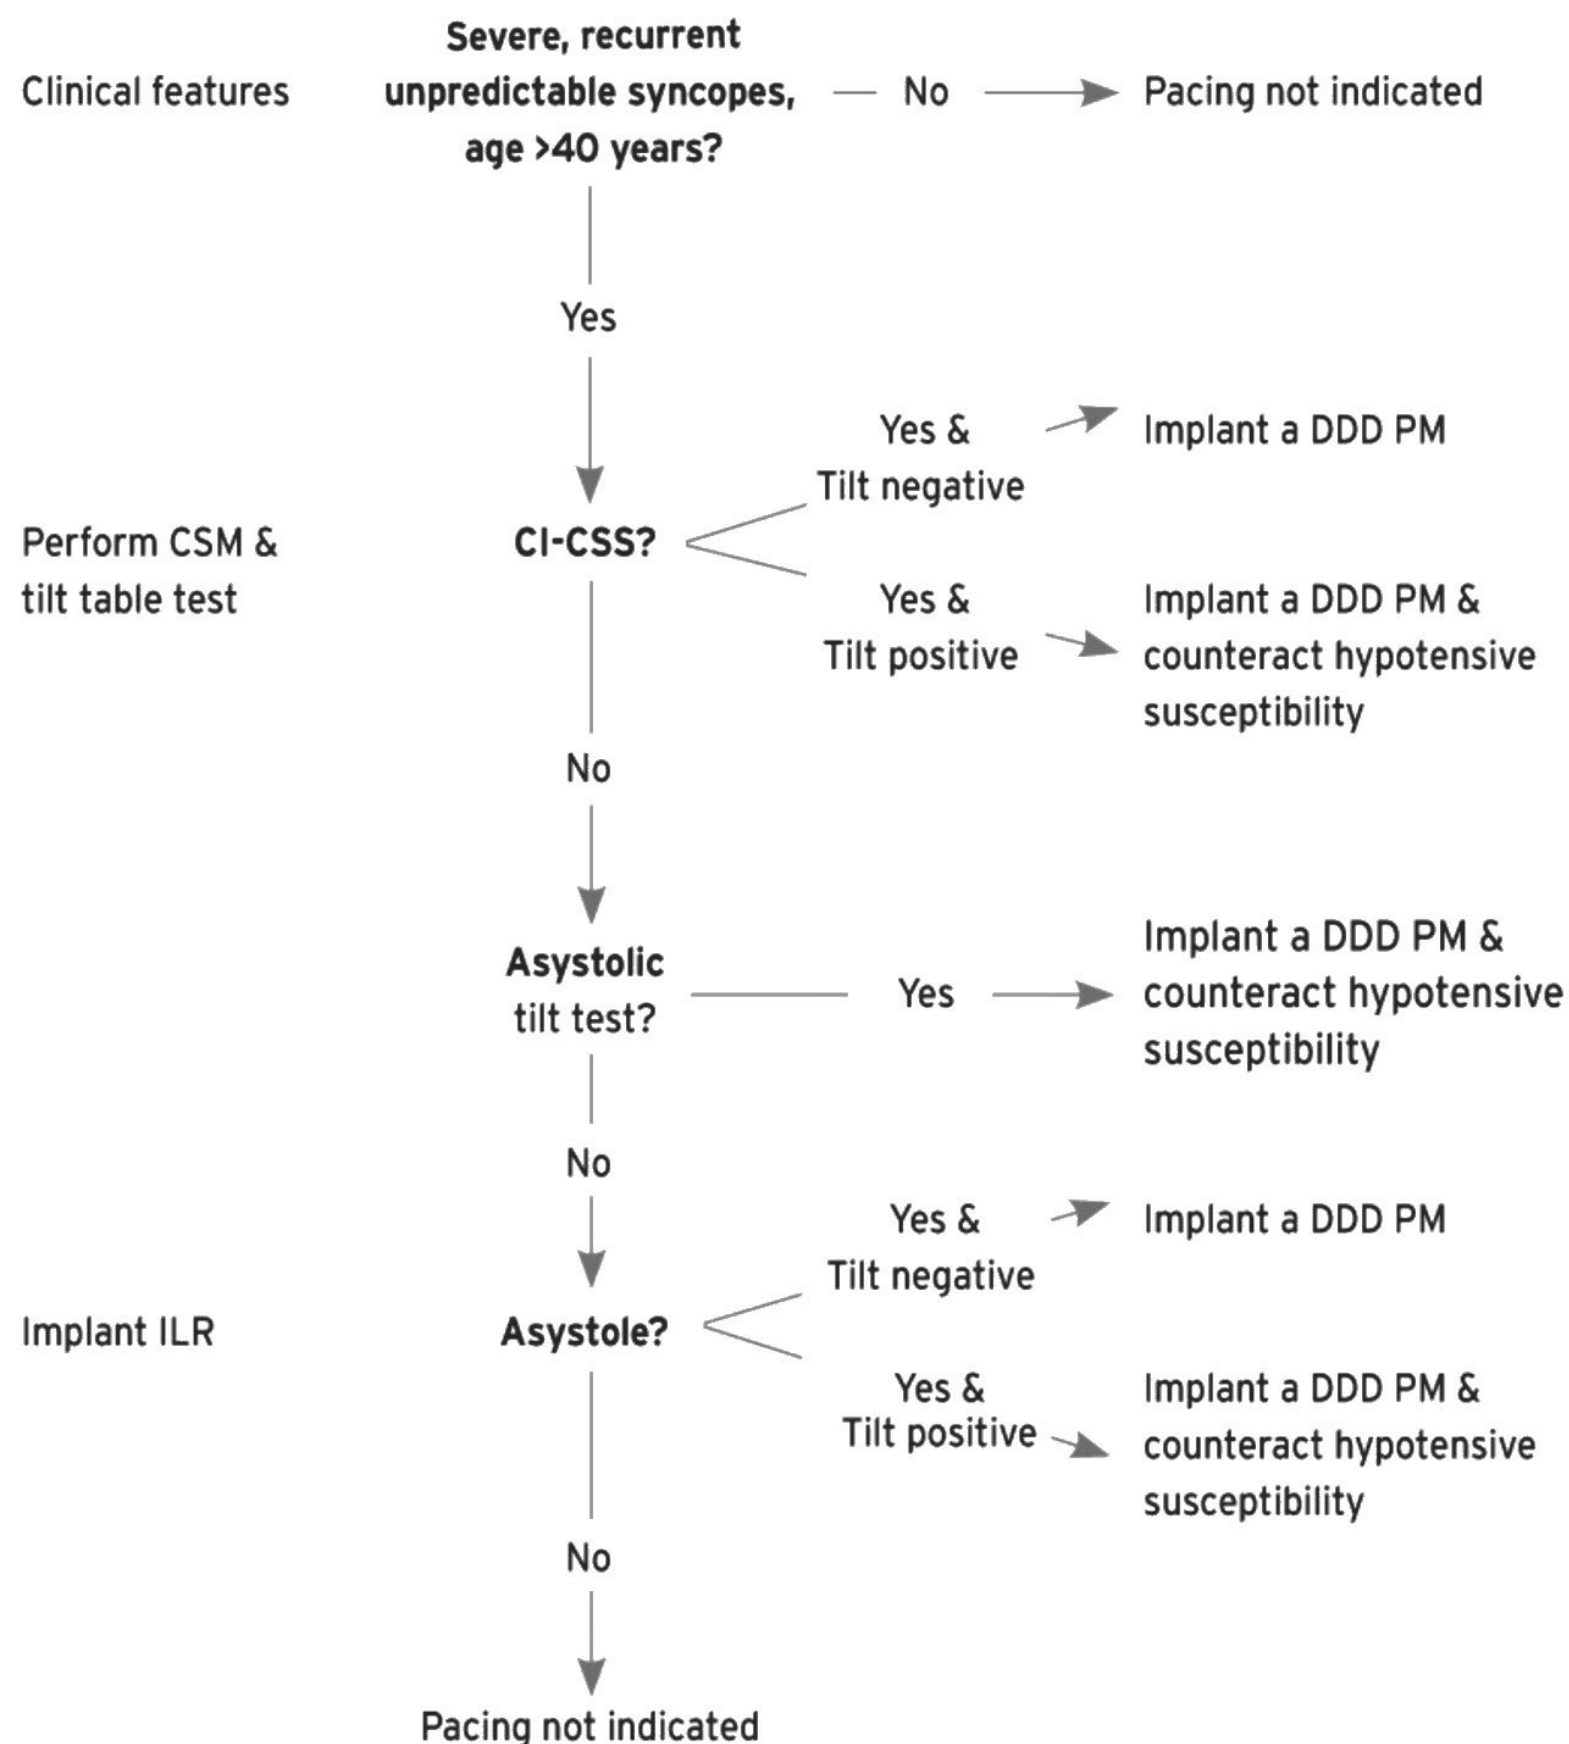 Clinical features
Severe, recurrent
unpredictable syncopes,
age >40 years?
No
Pacing not indicated
Yes
Perform CSM &
tilt table test
CI-CSS?
Yes &
Tilt negative
Implant a DDD PM
Yes &
Tilt positive
Implant a DDD PM &
counteract hypotensive
susceptibility
No
Asystolic
tilt test?
Yes
Implant a DDD PM &
counteract hypotensive
susceptibility
No
Implant ILR
Asystole?
Yes &
Tilt negative
Implant a DDD PM
Yes &
Tilt positive
Implant a DDD PM &
counteract hypotensive
susceptibility
No
Pacing not indicated